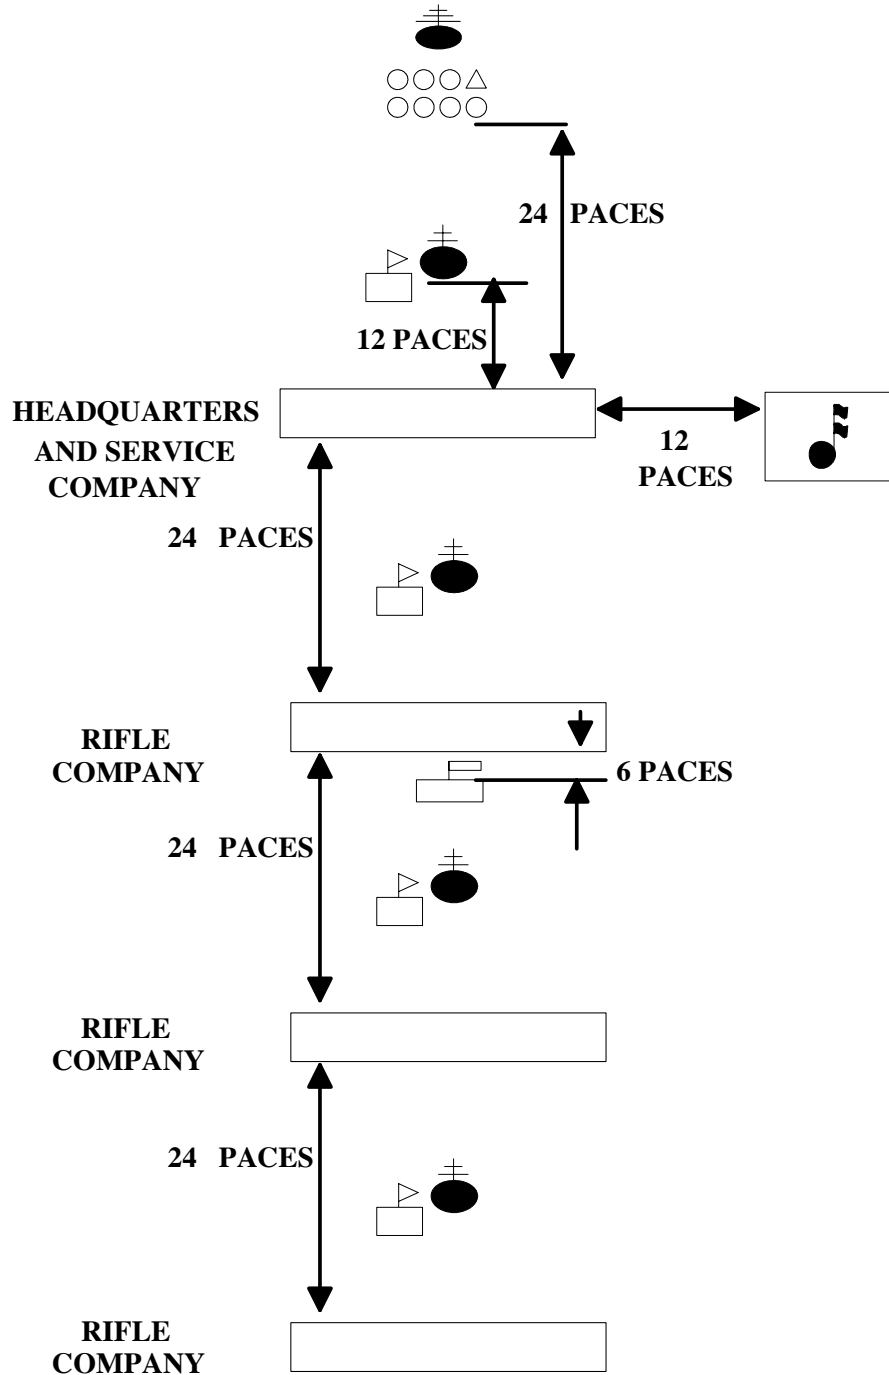 24 PACES
12 PACES
HEADQUARTERS
AND SERVICE
COMPANY
12
PACES
24 PACES
RIFLE
COMPANY
6 PACES
24 PACES
RIFLE
COMPANY
24 PACES
RIFLE
COMPANY